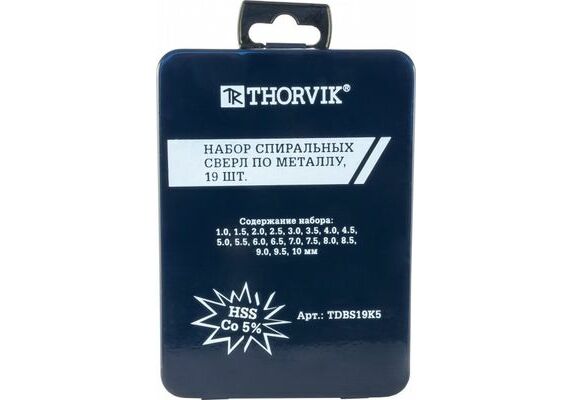 TR THORVIK®
НАБОР СПИРАЛЬНЫХ
СВЕРЛ ПО МЕТАЛЛУ,
19 ШТ.
Содержание набора:
1.0, 1.5, 2.0, 2.5, 3.0, 3.5, 4.0, 4.5,
5.0, 5.5, 6.0, 6.5, 7.0, 7.5, 8.0, 8.5,
9.0, 9.5, 10 мм
HSS
Co 5%
Арт.: TDBS19K5